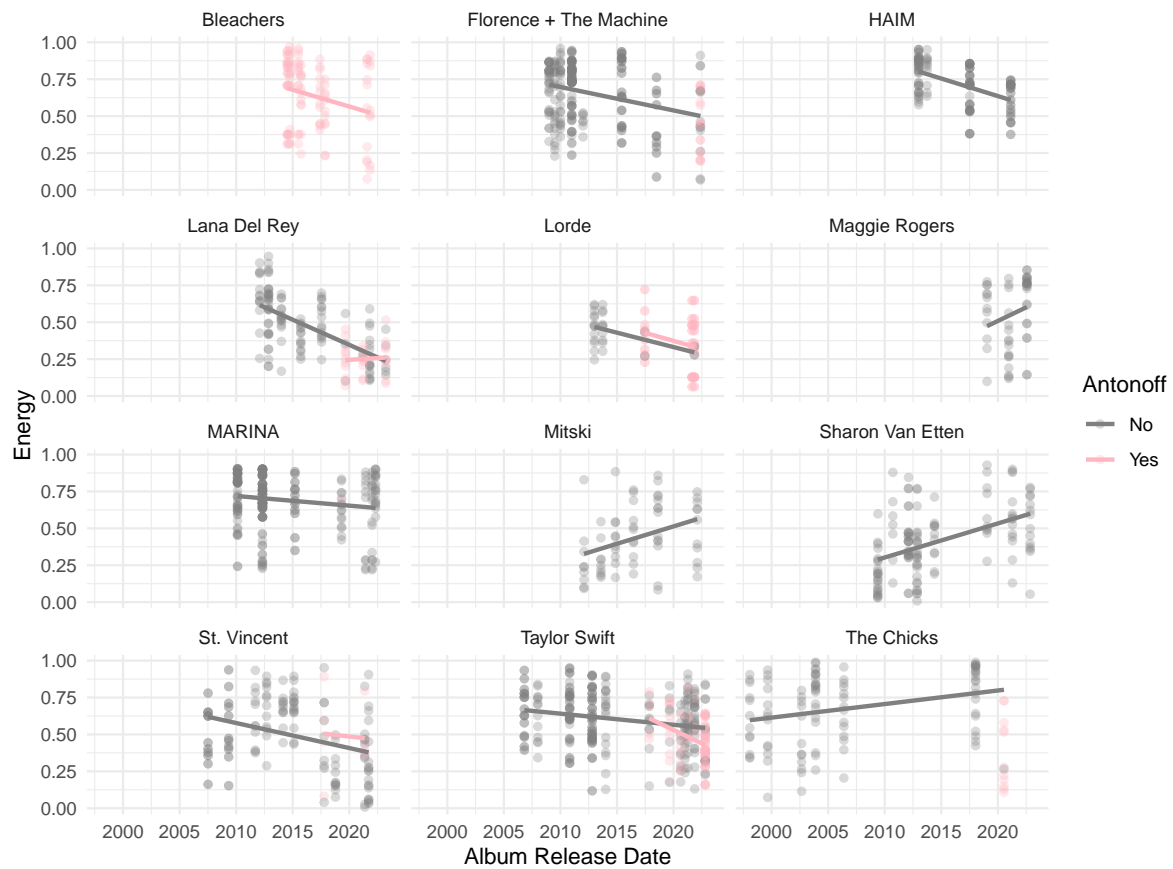 Bleachers Florence + The Machine HAIM
1.00
0.75
0.50
0.25
0.00
Lana Del Rey Lorde Maggie Rogers
1.00
0.75
0.50
0.25
0.00
MARINA Mitski Sharon Van Etten
1.00
0.75
0.50
0.25
0.00
St. Vincent Taylor Swift The Chicks
1.00
0.75
0.50
0.25
0.00
2000 2005 2010 2015 2020 2000 2005 2010 2015 2020 2000 2005 2010 2015 2020
Album Release Date
Energy
Antonoff
No
Yes